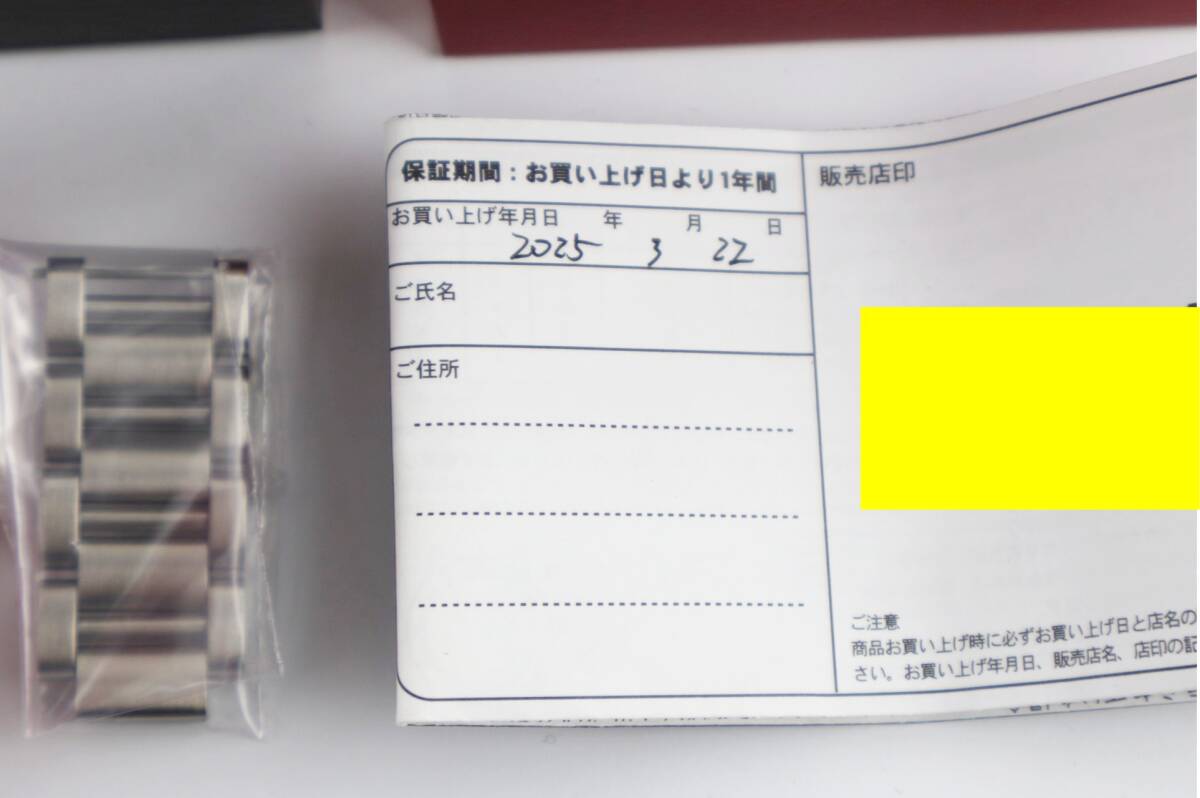 保証期間：お買い上げ日より1年間
お買い上げ年月日 年 月 日
2025 3 22
ご氏名
ご住所
販売店印
ご注意
商品お買い上げ時に必ずお買い上げ日と店名の
さい。お買い上げ年月日、販売店名、店印の記